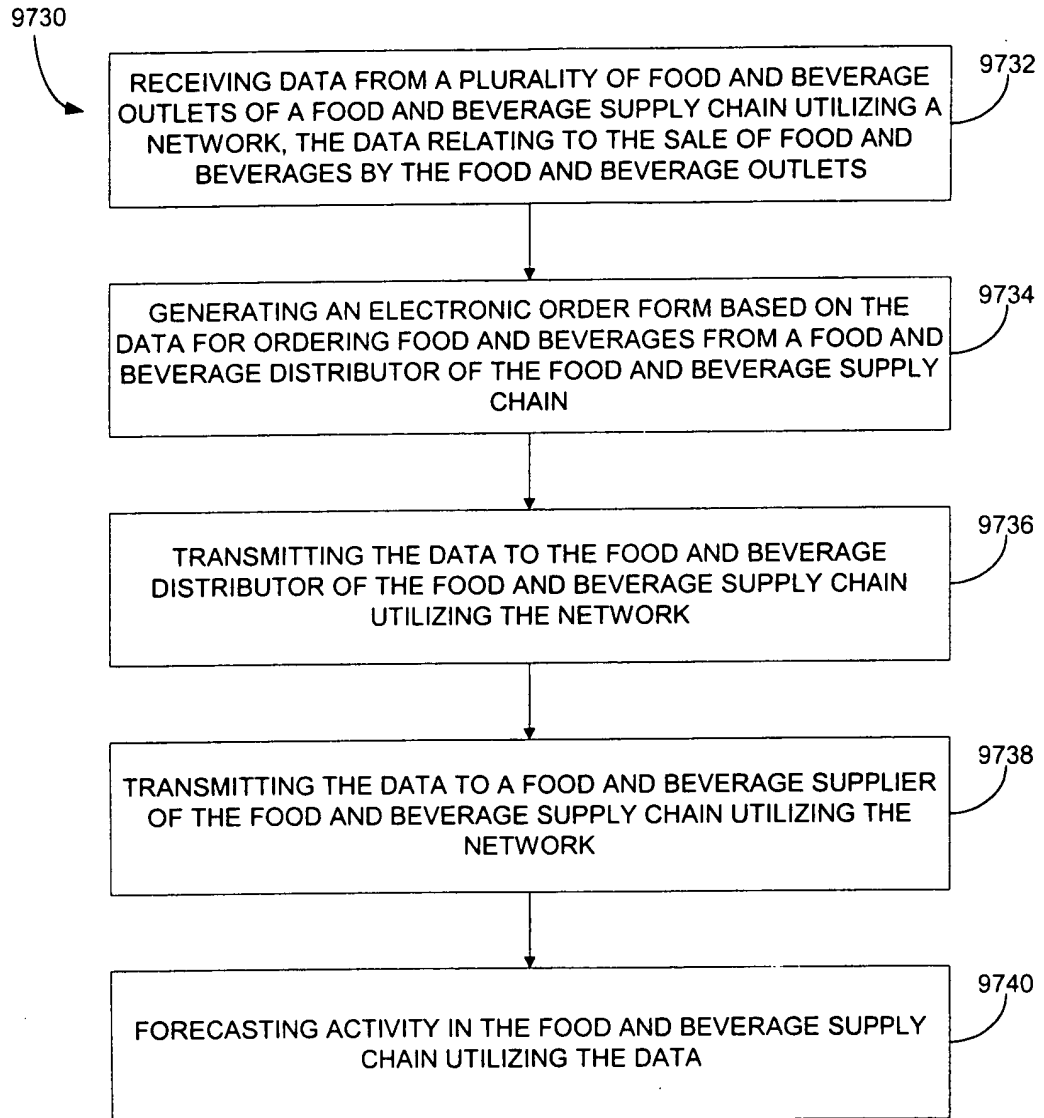 9730
RECEIVING DATA FROM A PLURALITY OF FOOD AND BEVERAGE
OUTLETS OF A FOOD AND BEVERAGE SUPPLY CHAIN UTILIZING A
NETWORK, THE DATA RELATING TO THE SALE OF FOOD AND
BEVERAGES BY THE FOOD AND BEVERAGE OUTLETS
9732
GENERATING AN ELECTRONIC ORDER FORM BASED ON THE
DATA FOR ORDERING FOOD AND BEVERAGES FROM A FOOD AND
BEVERAGE DISTRIBUTOR OF THE FOOD AND BEVERAGE SUPPLY
CHAIN
9734
TRANSMITTING THE DATA TO THE FOOD AND BEVERAGE
DISTRIBUTOR OF THE FOOD AND BEVERAGE SUPPLY CHAIN
UTILIZING THE NETWORK
9736
TRANSMITTING THE DATA TO A FOOD AND BEVERAGE SUPPLIER
OF THE FOOD AND BEVERAGE SUPPLY CHAIN UTILIZING THE
NETWORK
9738
FORECASTING ACTIVITY IN THE FOOD AND BEVERAGE SUPPLY
CHAIN UTILIZING THE DATA
9740